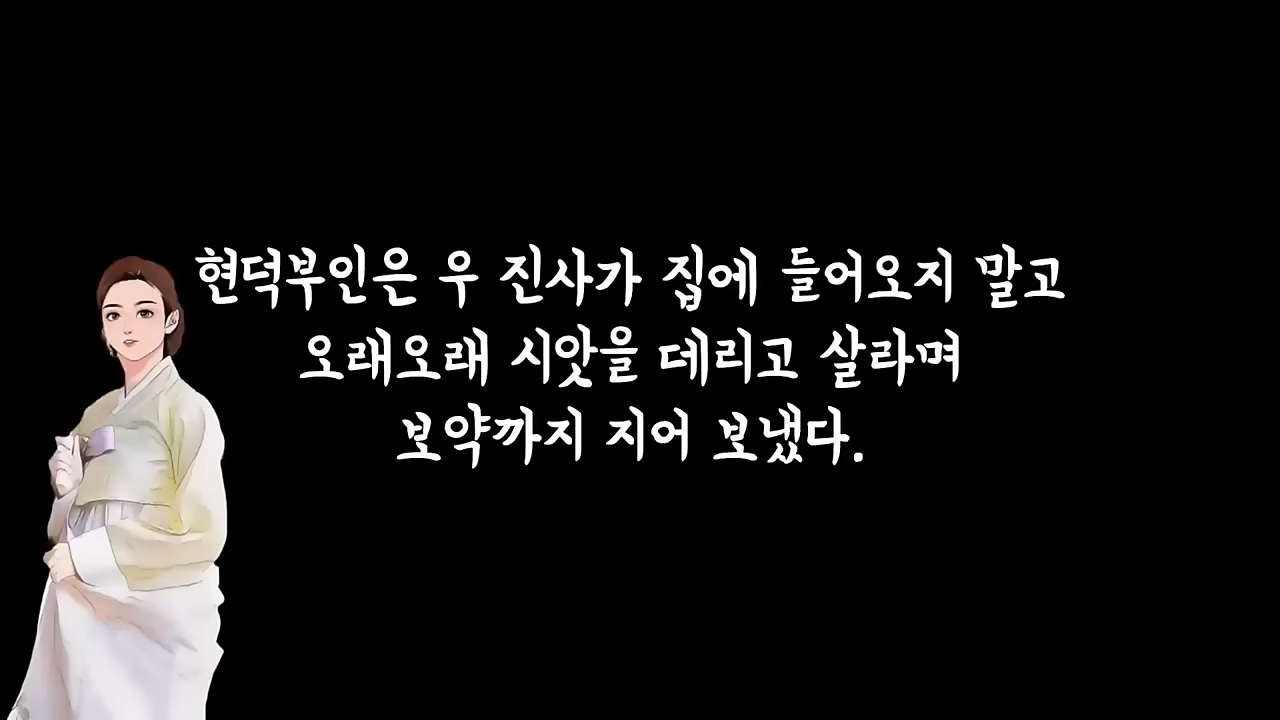 현덕부인은 우 진사가 집에 들어오지 말고
오래오래 시앗을 데리고 살라며
보약까지 지어 보냈다.